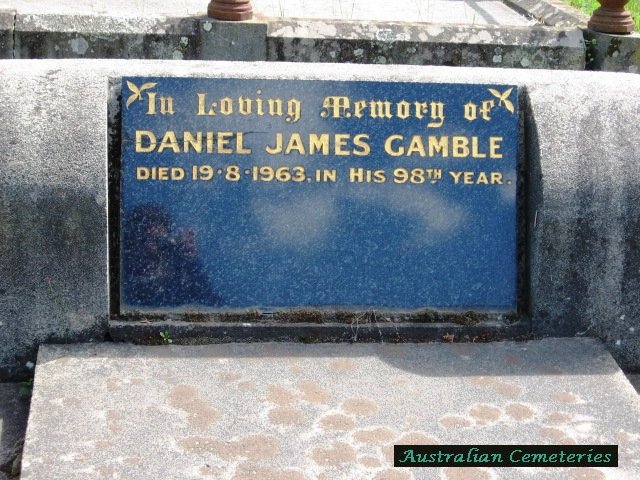 In Loving Memory of
DANIEL JAMES GAMBLE
DIED 19·8·1963, IN HIS 98TH YEAR.
Australian Cemeteries